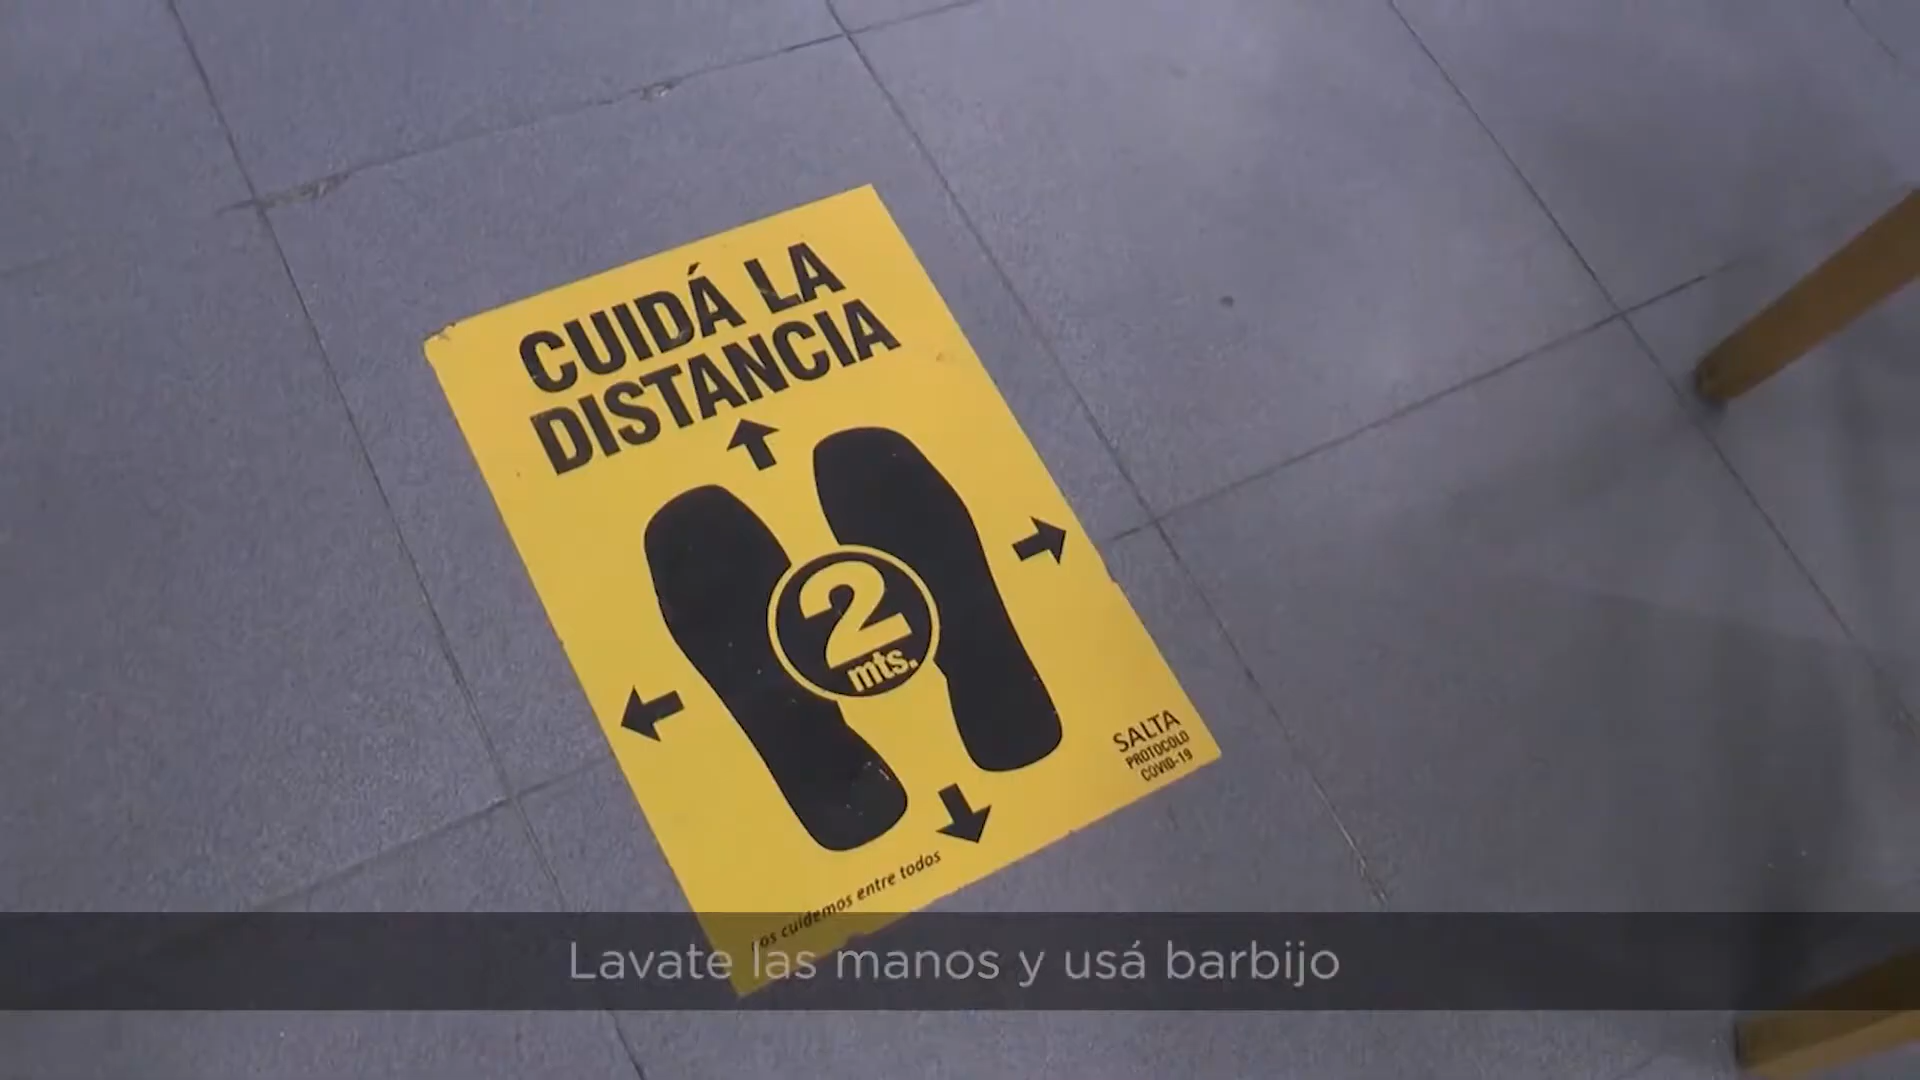 CUIDÁ LA
DISTANCIA
2
mts.
SALTA
PROTOCOLO
COVID-19
Nos cuidemos entre todos
Lavate las manos y usá barbijo